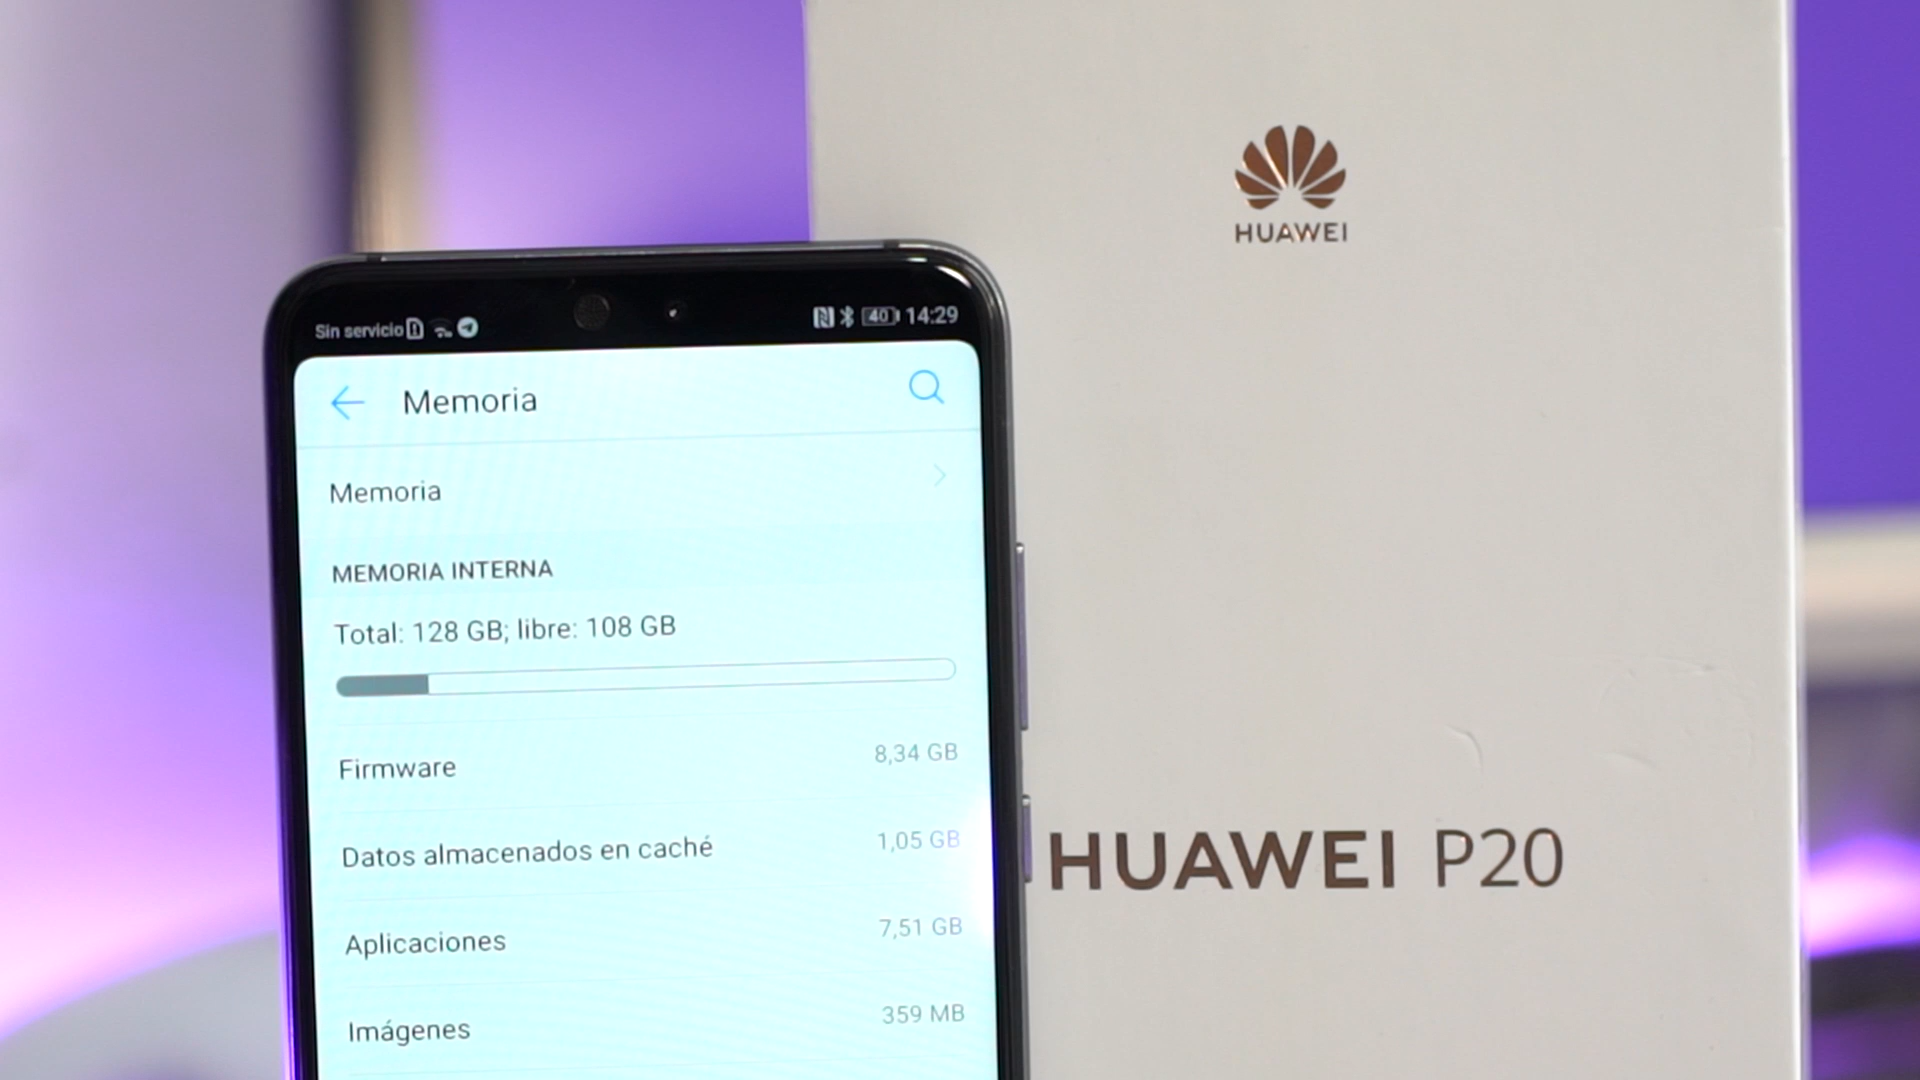 HUAWEI
Sin servicio 40 14:29
Memoria
Memoria
MEMORIA INTERNA
Total: 128 GB; libre: 108 GB
Firmware 8,34 GB
Datos almacenados en caché 1,05 GB
Aplicaciones 7,51 GB
Imágenes 359 MB
HUAWEI P20